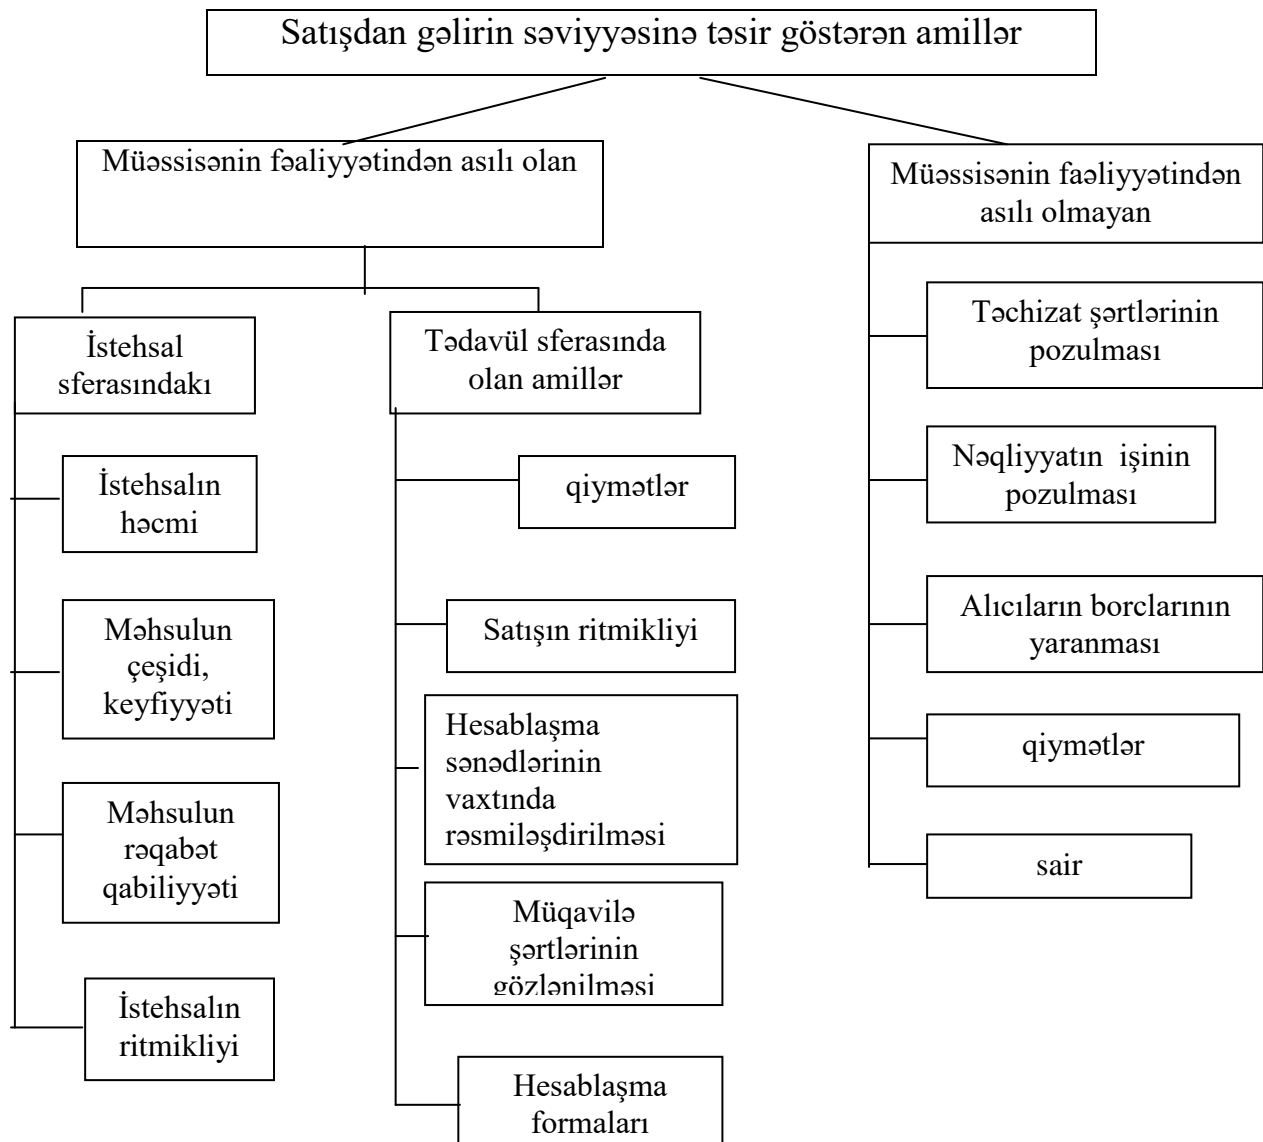 Satışdan gəlirin səviyyəsinə təsir göstərən amillər
Müəssisənin fəaliyyətindən asılı olan
Müəssisənin faəliyyətindən
asılı olmayan
İstehsal
sferasındakı
İstehsalın
həcmi
Məhsulun
çeşidi,
keyfiyyəti
Məhsulun
rəqabət
qabiliyyəti
İstehsalın
ritmikliyi
Tədavül sferasında
olan amillər
qiymətlər
Satışın ritmikliyi
Hesablaşma
sənədlərinin
vaxtında
rəsmiləşdirilməsi
Müqavilə
şərtlərinin
gözlənilməsi
Hesablaşma
formaları
Təchizat şərtlərinin
pozulması
Nəqliyyatın işinin
pozulması
Alıcıların borclarının
yaranması
qiymətlər
sair